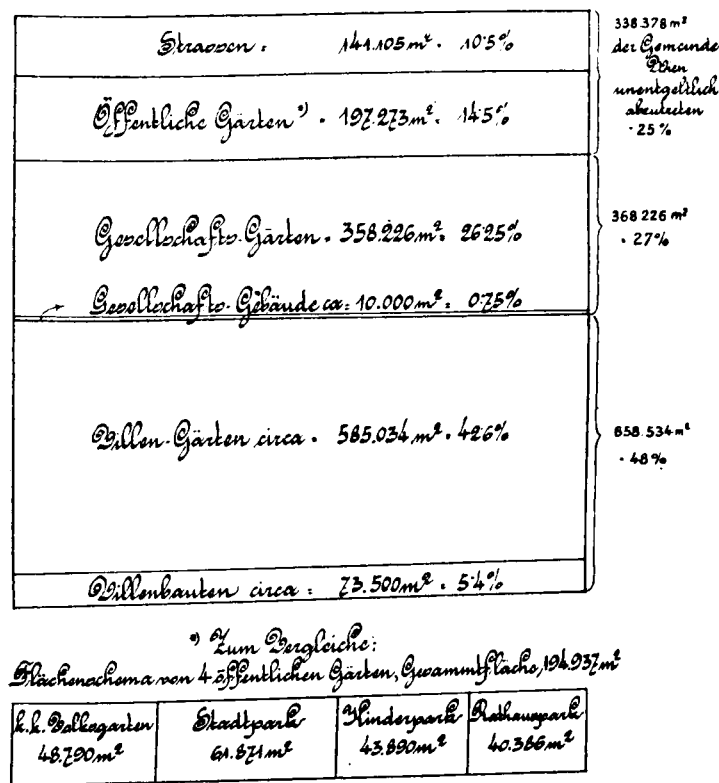 Strassen = 141.105 m² = 10·5%
Öffentliche Gärten *) = 197.273 m² = 14·5%
Gesellschafts-Gärten = 358.226 m² = 26·25%
Gesellschafts-Gebäude ca = 10.000 m² = 0·75%
Villen-Gärten circa = 585.034 m² = 42·6%
Villenbauten circa = 73.500 m² = 5·4%
338.378 m²
der Gemeinde
Wien
unentgeltlich
abzutreten
= 25%
368.226 m²
= 27%
658.534 m²
= 48%
*) Zum Vergleiche:
Flächenschema von 4 öffentlichen Gärten, Gesammtfläche, 194.937 m²
k.k. Volksgarten
48.790 m²
Stadtpark
61.871 m²
Kinderpark
43.890 m²
Rathauspark
40.386 m²